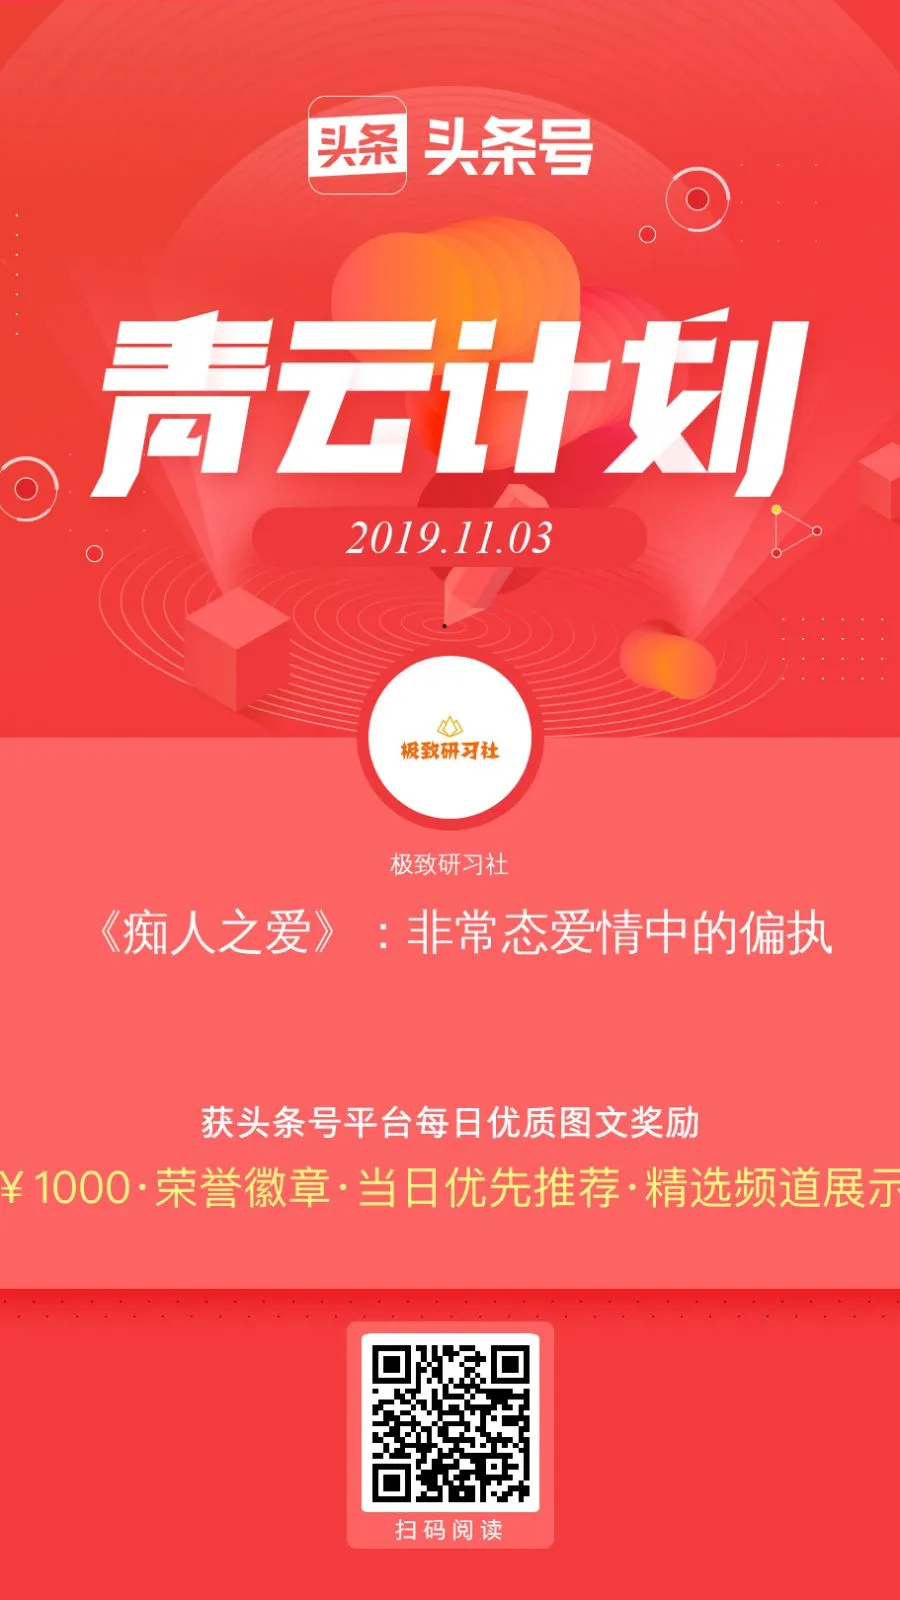 头条 头条号
青云计划
2019.11.03
极致研习社
极致研习社
《痴人之爱》：非常态爱情中的偏执
获头条号平台每日优质图文奖励
¥1000·荣誉徽章·当日优先推荐·精选频道展示
扫码阅读